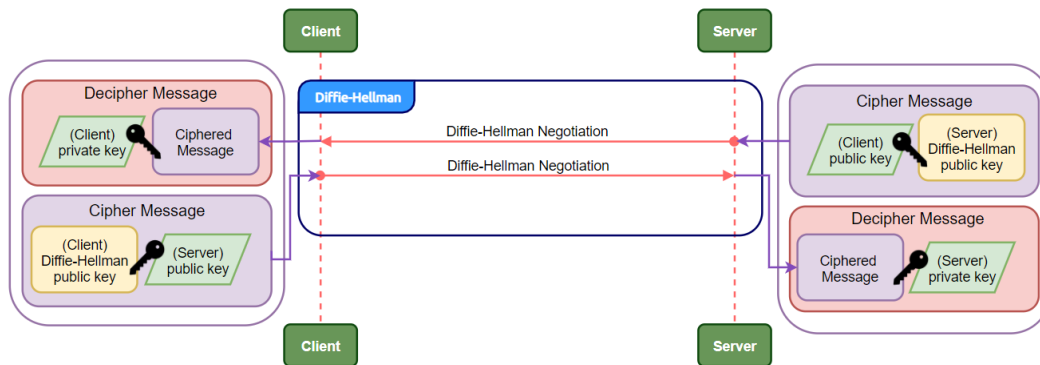 Client
Server
Diffie-Hellman
Decipher Message
(Client)
private key
Ciphered
Message
Cipher Message
(Client)
Diffie-Hellman
public key
(Server)
public key
Diffie-Hellman Negotiation
Diffie-Hellman Negotiation
Cipher Message
(Client)
public key
(Server)
Diffie-Hellman
public key
Decipher Message
Ciphered
Message
(Server)
private key
Client
Server